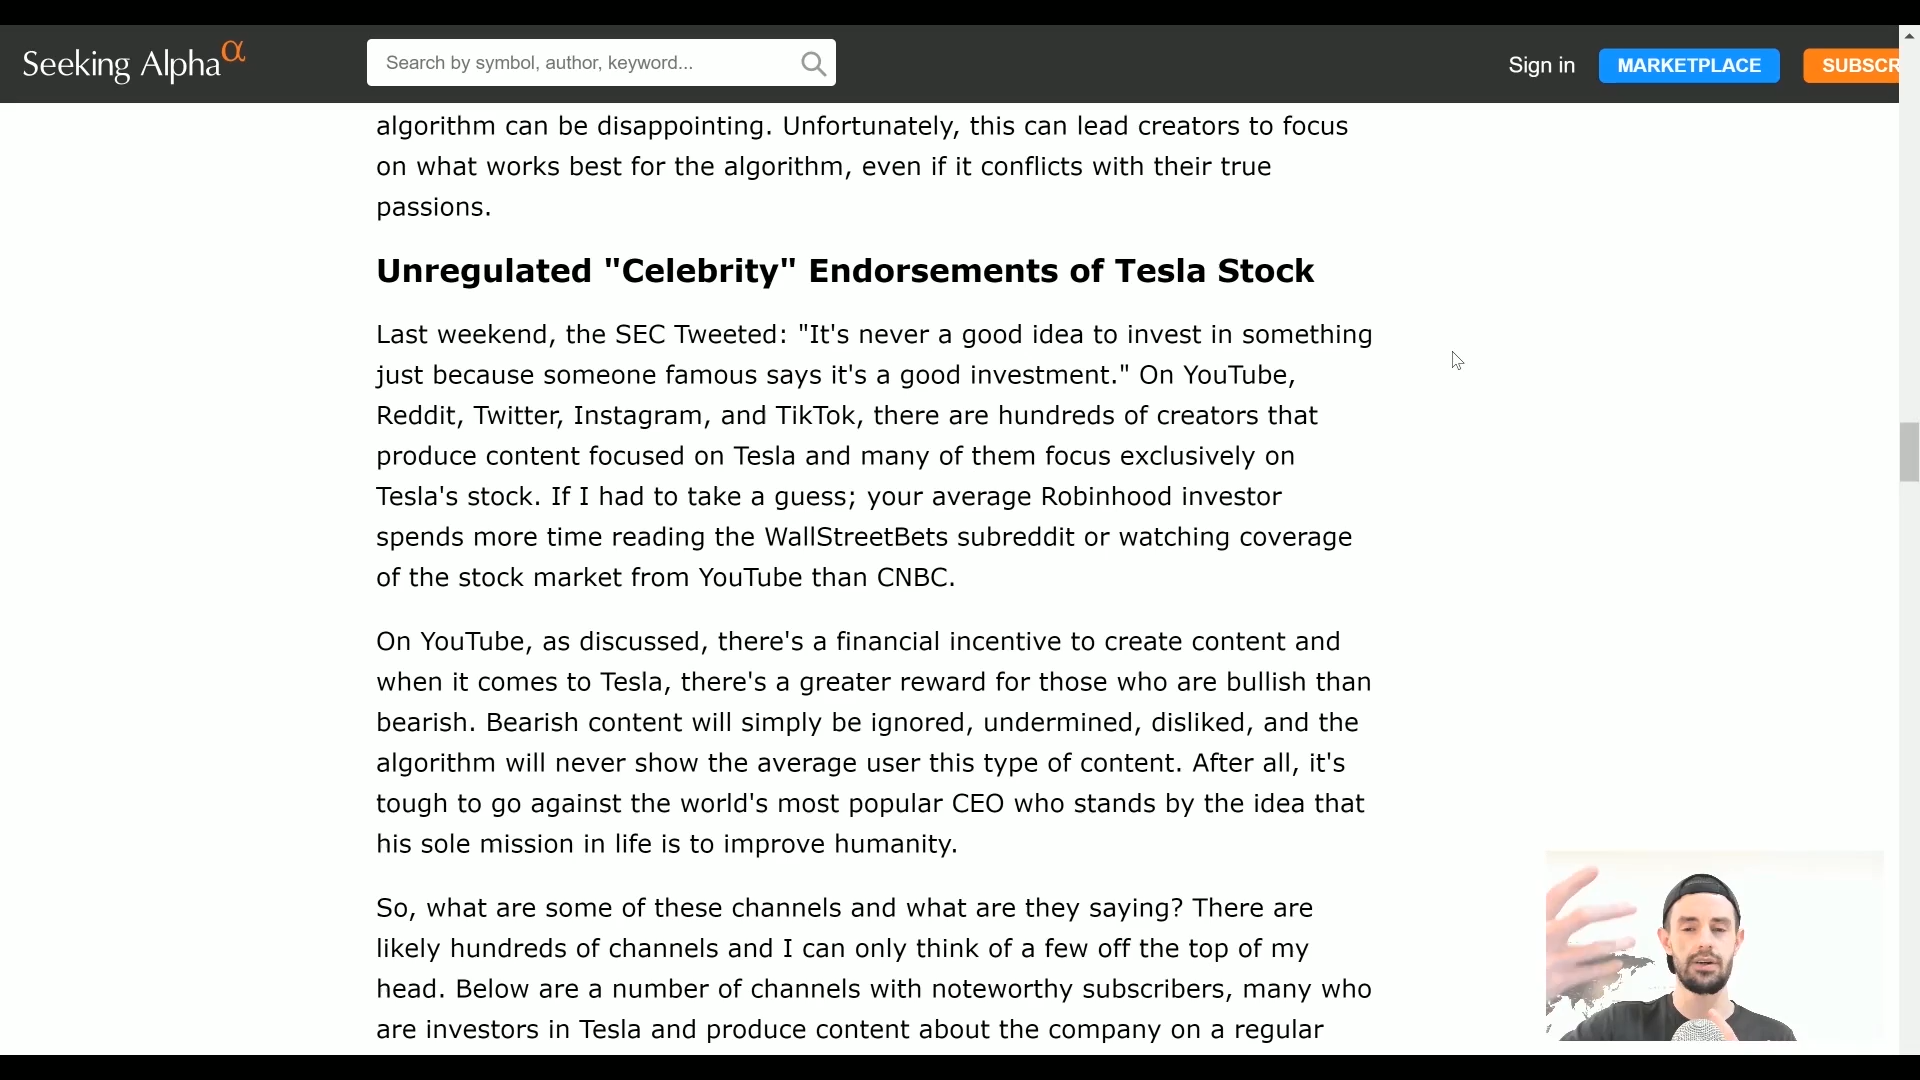 Seeking Alpha α
Search by symbol, author, keyword...
Sign in
MARKETPLACE
SUBSCR
algorithm can be disappointing. Unfortunately, this can lead creators to focus
on what works best for the algorithm, even if it conflicts with their true
passions.
Unregulated "Celebrity" Endorsements of Tesla Stock
Last weekend, the SEC Tweeted: "It's never a good idea to invest in something
just because someone famous says it's a good investment." On YouTube,
Reddit, Twitter, Instagram, and TikTok, there are hundreds of creators that
produce content focused on Tesla and many of them focus exclusively on
Tesla's stock. If I had to take a guess; your average Robinhood investor
spends more time reading the WallStreetBets subreddit or watching coverage
of the stock market from YouTube than CNBC.
On YouTube, as discussed, there's a financial incentive to create content and
when it comes to Tesla, there's a greater reward for those who are bullish than
bearish. Bearish content will simply be ignored, undermined, disliked, and the
algorithm will never show the average user this type of content. After all, it's
tough to go against the world's most popular CEO who stands by the idea that
his sole mission in life is to improve humanity.
So, what are some of these channels and what are they saying? There are
likely hundreds of channels and I can only think of a few off the top of my
head. Below are a number of channels with noteworthy subscribers, many who
are investors in Tesla and produce content about the company on a regular